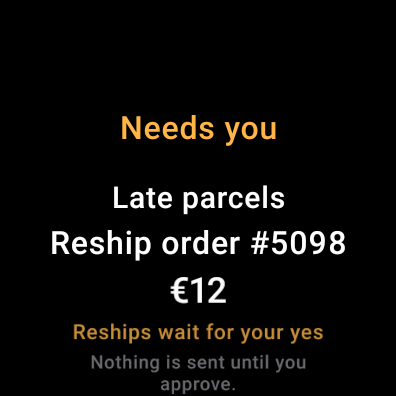 Needs you
Late parcels
Reship order #5098
€12
Reships wait for your yes
Nothing is sent until you
approve.